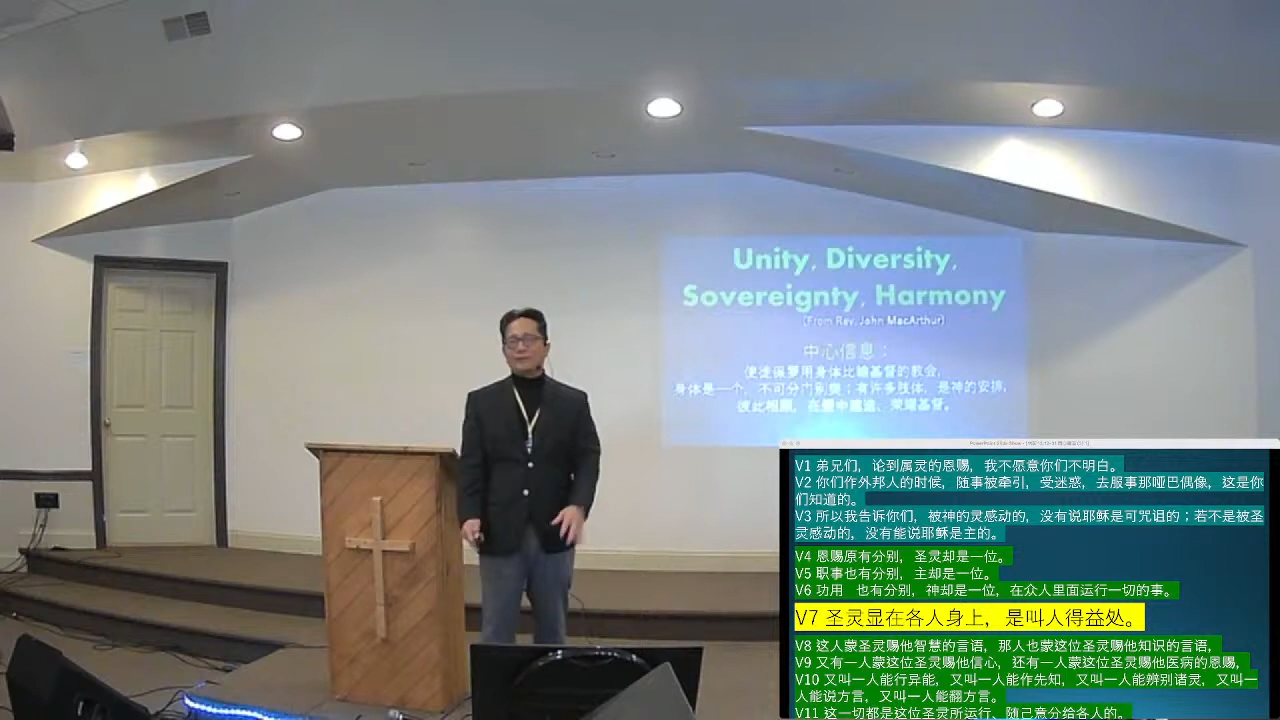 Unity, Diversity,
Sovereignty, Harmony
(From Rev. John MacArthur)
中心信息：
使徒保罗用身体比喻基督的教会，
身体是一个，不可分门别类；有许多肢体，是神的安排，
彼此相顾，在爱中建造、荣耀基督。
V1 弟兄们，论到属灵的恩赐，我不愿意你们不明白。
V2 你们作外邦人的时候，随事被牵引，受迷惑，去服事那哑巴偶像，这是你
们知道的。
V3 所以我告诉你们，被神的灵感动的，没有说耶稣是可咒诅的；若不是被圣
灵感动的，没有能说耶稣是主的。
V4 恩赐原有分别，圣灵却是一位。
V5 职事也有分别，主却是一位。
V6 功用 也有分别，神却是一位，在众人里面运行一切的事。
V7 圣灵显在各人身上，是叫人得益处。
V8 这人蒙圣灵赐他智慧的言语，那人也蒙这位圣灵赐他知识的言语，
V9 又有一人蒙这位圣灵赐他信心，还有一人蒙这位圣灵赐他医病的恩赐，
V10 又叫一人能行异能，又叫一人能作先知，又叫一人能辨别诸灵，又叫一
人能说方言，又叫一人能翻方言。
V11 这一切都是这位圣灵所运行、随己意分给各人的。